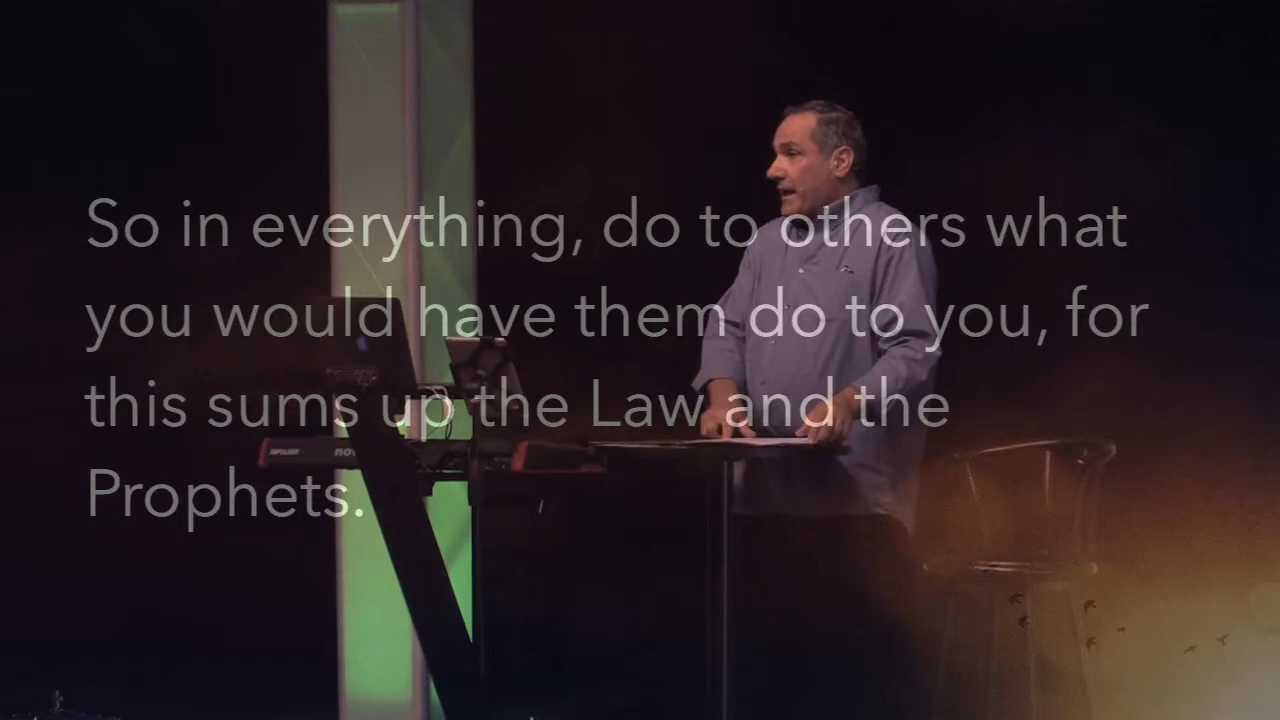 So in everything, do to others what
you would have them do to you, for
this sums up the Law and the
Prophets.